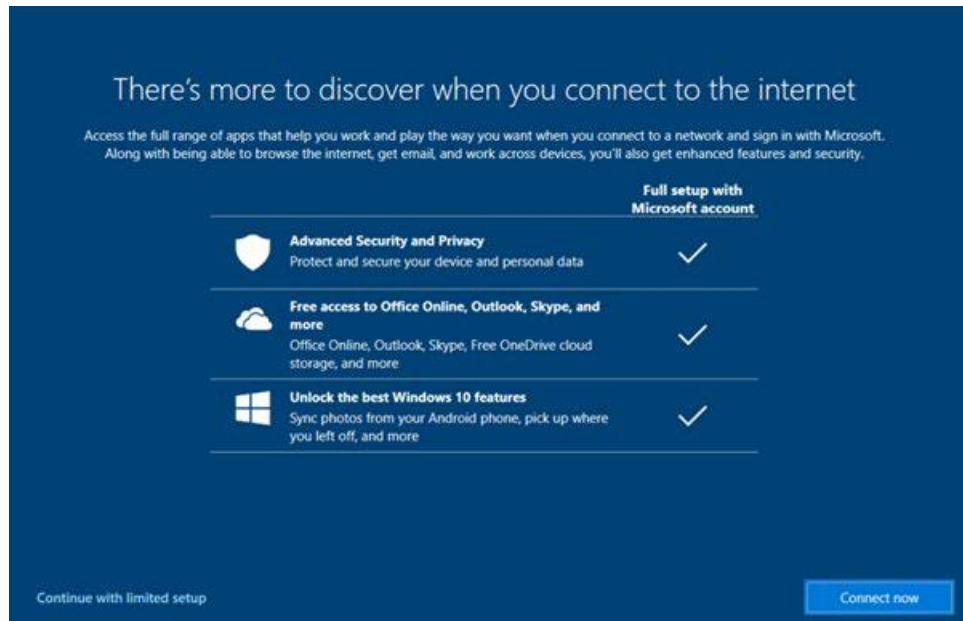 There's more to discover when you connect to the internet
Access the full range of apps that help you work and play the way you want when you connect to a network and sign in with Microsoft.
Along with being able to browse the internet, get email, and work across devices, you'll also get enhanced features and security.
Full setup with
Microsoft account
Advanced Security and Privacy
Protect and secure your device and personal data
Free access to Office Online, Outlook, Skype, and
more
Office Online, Outlook, Skype, Free OneDrive cloud
storage, and more
Unlock the best Windows 10 features
Sync photos from your Android phone, pick up where
you left off, and more
Continue with limited setup
Connect now